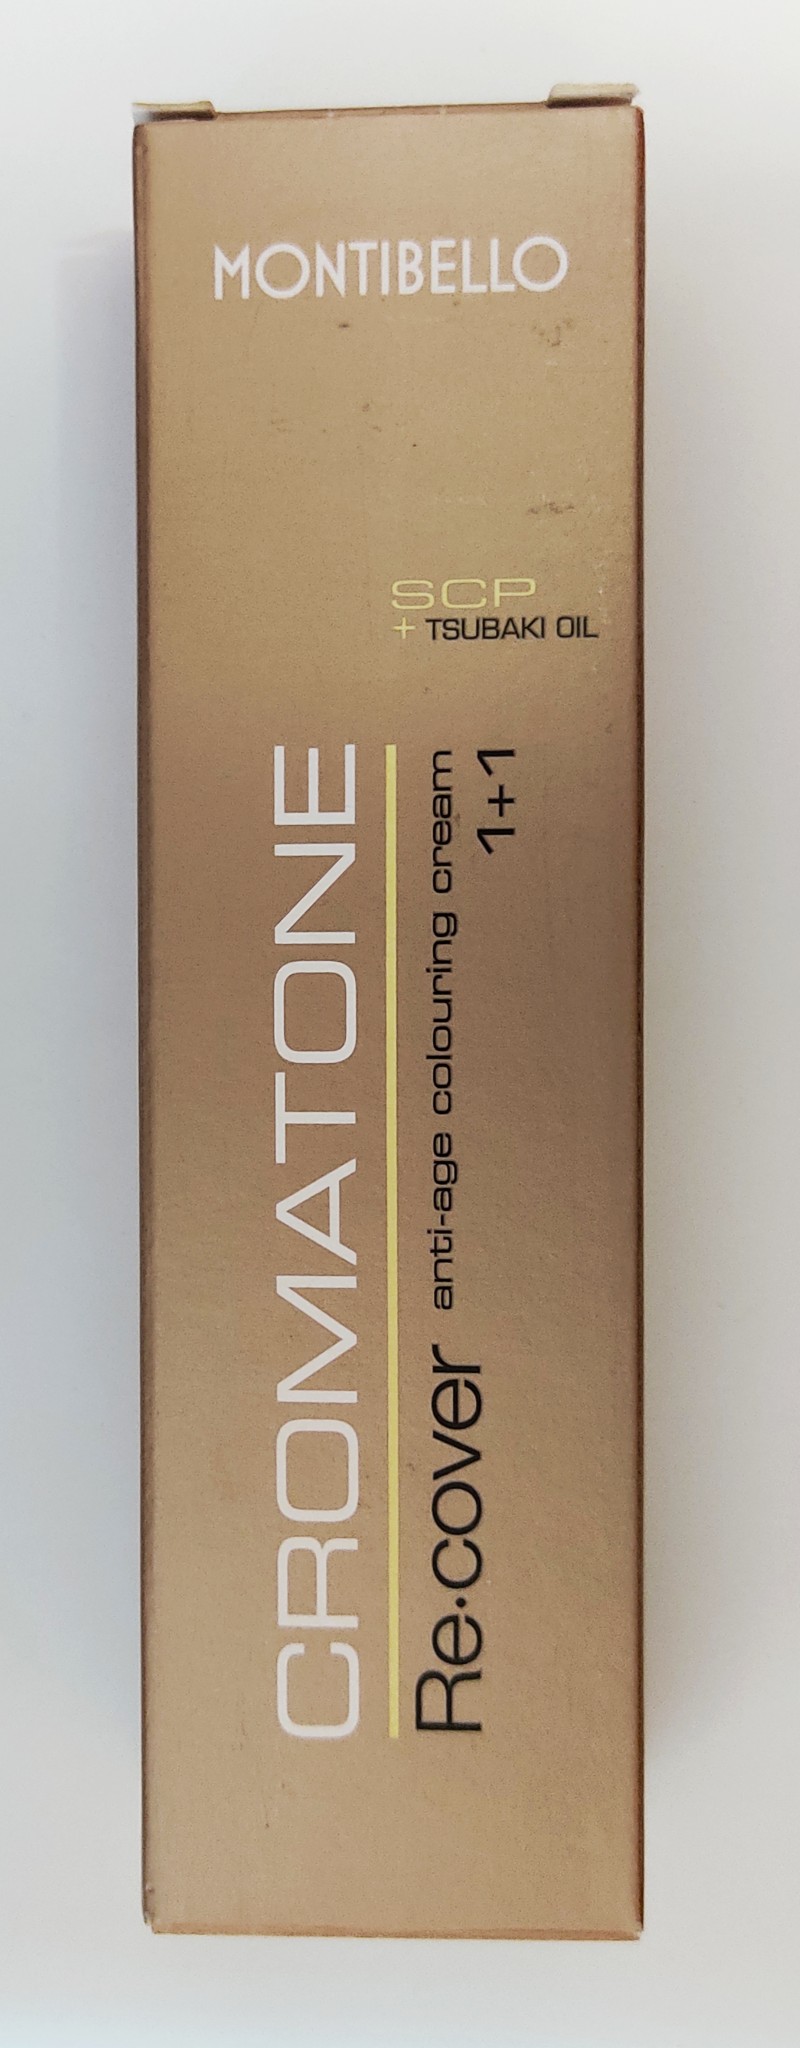 MONTIBELLO
SCP
+ TSUBAKI OIL
CROMATONE
Re·cover anti-age colouring cream
1+1